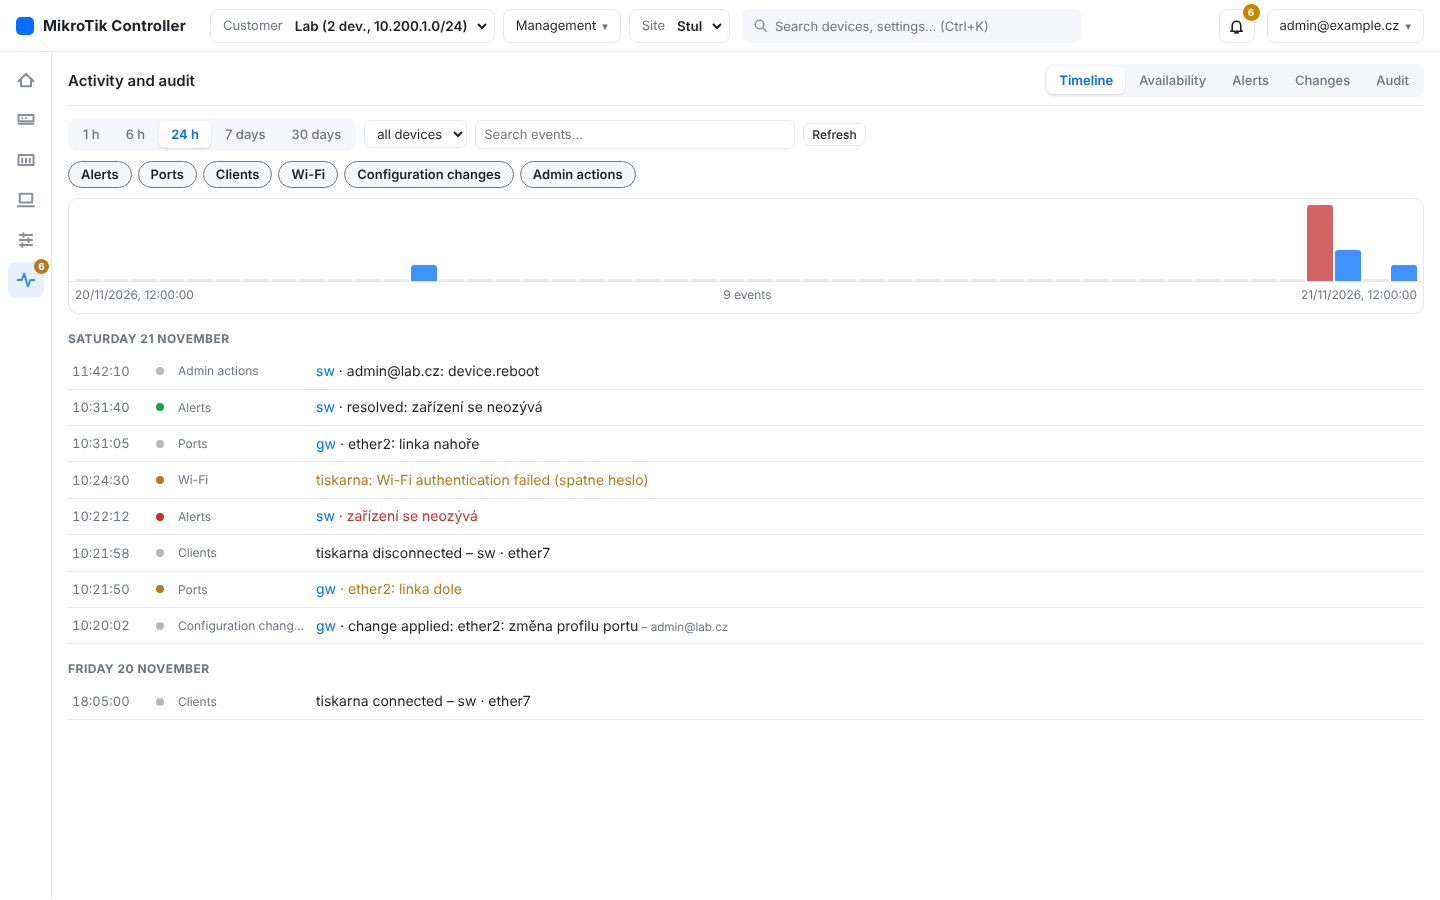 MikroTik Controller
Customer Lab (2 dev., 10.200.1.0/24)
Management
Site Stul
Search devices, settings... (Ctrl+K)
6
admin@example.cz
6
Activity and audit
Timeline Availability Alerts Changes Audit
1 h 6 h 24 h 7 days 30 days
all devices
Search events...
Refresh
Alerts Ports Clients Wi-Fi Configuration changes Admin actions
20/11/2026, 12:00:00 9 events 21/11/2026, 12:00:00
SATURDAY 21 NOVEMBER
11:42:10 Admin actions sw · admin@lab.cz: device.reboot
10:31:40 Alerts sw · resolved: zařízení se neozývá
10:31:05 Ports gw · ether2: linka nahoře
10:24:30 Wi-Fi tiskarna: Wi-Fi authentication failed (spatne heslo)
10:22:12 Alerts sw · zařízení se neozývá
10:21:58 Clients tiskarna disconnected – sw · ether7
10:21:50 Ports gw · ether2: linka dole
10:20:02 Configuration chang... gw · change applied: ether2: změna profilu portu – admin@lab.cz
FRIDAY 20 NOVEMBER
18:05:00 Clients tiskarna connected – sw · ether7